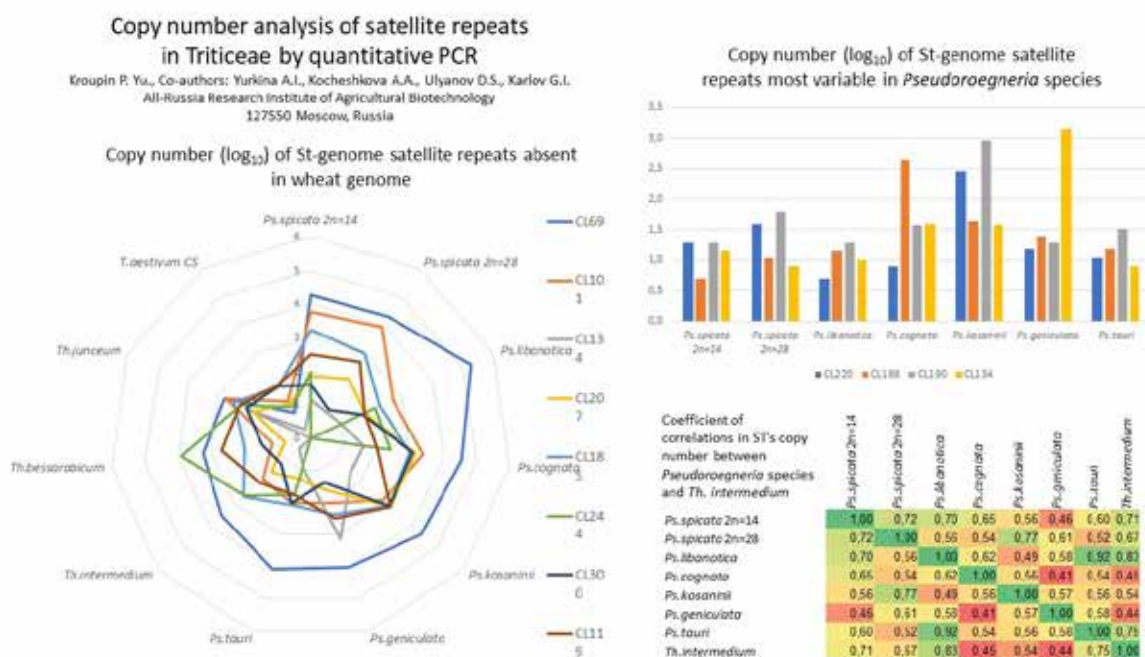 Copy number analysis of satellite repeats
in Triticeae by quantitative PCR
Kroupin P. Yu., Co-authors: Yurkina A.I., Kocheshkova A.A., Ulyanov D.S., Karlov G.I.
All-Russia Research Institute of Agricultural Biotechnology
127550 Moscow, Russia
Copy number (log10) of St-genome satellite repeats absent
in wheat genome
Ps.spicata 2n=14
Ps.spicata 2n=28
Ps.libanotica
Ps.cognata
Ps.kosaninii
Ps.geniculata
Ps.tauri
Th.intermedium
Th.bessarabicum
Th.junceum
T.aestivum CS
6
5
4
3
CL69
CL10
1
CL13
4
CL20
7
CL18
CL24
4
CL30
6
CL11
5
Copy number (log10) of St-genome satellite
repeats most variable in Pseudoroegneria species
3,5
3,0
2,5
2,0
1,5
1,0
0,5
0,0
Ps.spicata 2n=14
Ps.spicata 2n=28
Ps.libanotica
Ps.cognata
Ps.kosaninii
Ps.geniculata
Ps.tauri
CL220 CL188 CL190 CL134
Coefficient of
correlations in ST's copy
number between
Pseudoroegneria species
and Th. intermedium
Ps.spicata 2n=14 Ps.spicata 2n=28 Ps.libanotica Ps.cognata Ps.kosaninii Ps.geniculata Ps.tauri Th.intermedium
Ps.spicata 2n=14 1,00 0,72 0,70 0,65 0,56 0,46 0,60 0,71
Ps.spicata 2n=28 0,72 1,00 0,56 0,54 0,77 0,61 0,52 0,67
Ps.libanotica 0,70 0,56 1,00 0,62 0,49 0,58 0,92 0,83
Ps.cognata 0,65 0,54 0,62 1,00 0,56 0,41 0,54
Ps.kosaninii 0,56 0,77 0,49 0,56 1,00 0,57 0,56 0,54
Ps.geniculata 0,46 0,61 0,58 0,41 0,57 1,00 0,58 0,44
Ps.tauri 0,60 0,52 0,92 0,54 0,56 0,58 1,00 0,75
Th.intermedium 0,71 0,67 0,83 0,45 0,54 0,44 0,75 1,00